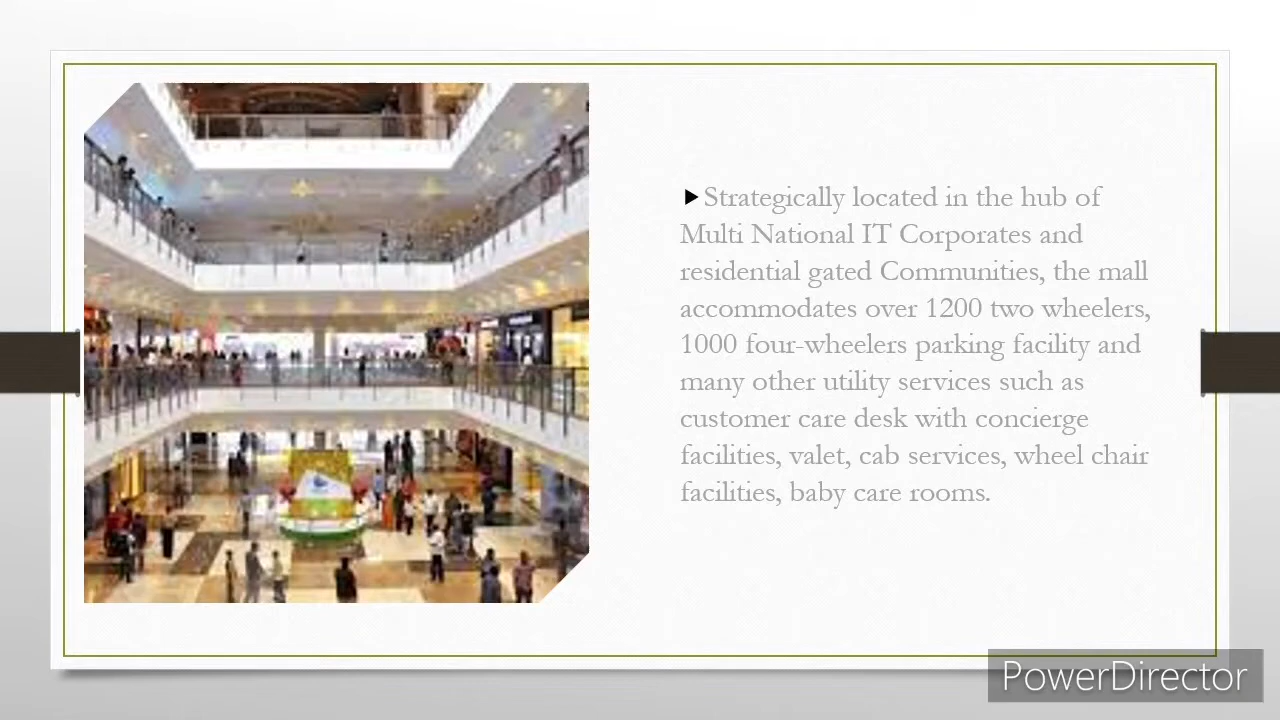 Strategically located in the hub of
Multi National IT Corporates and
residential gated Communities, the mall
accommodates over 1200 two wheelers,
1000 four-wheelers parking facility and
many other utility services such as
customer care desk with concierge
facilities, valet, cab services, wheel chair
facilities, baby care rooms.
PowerDirector